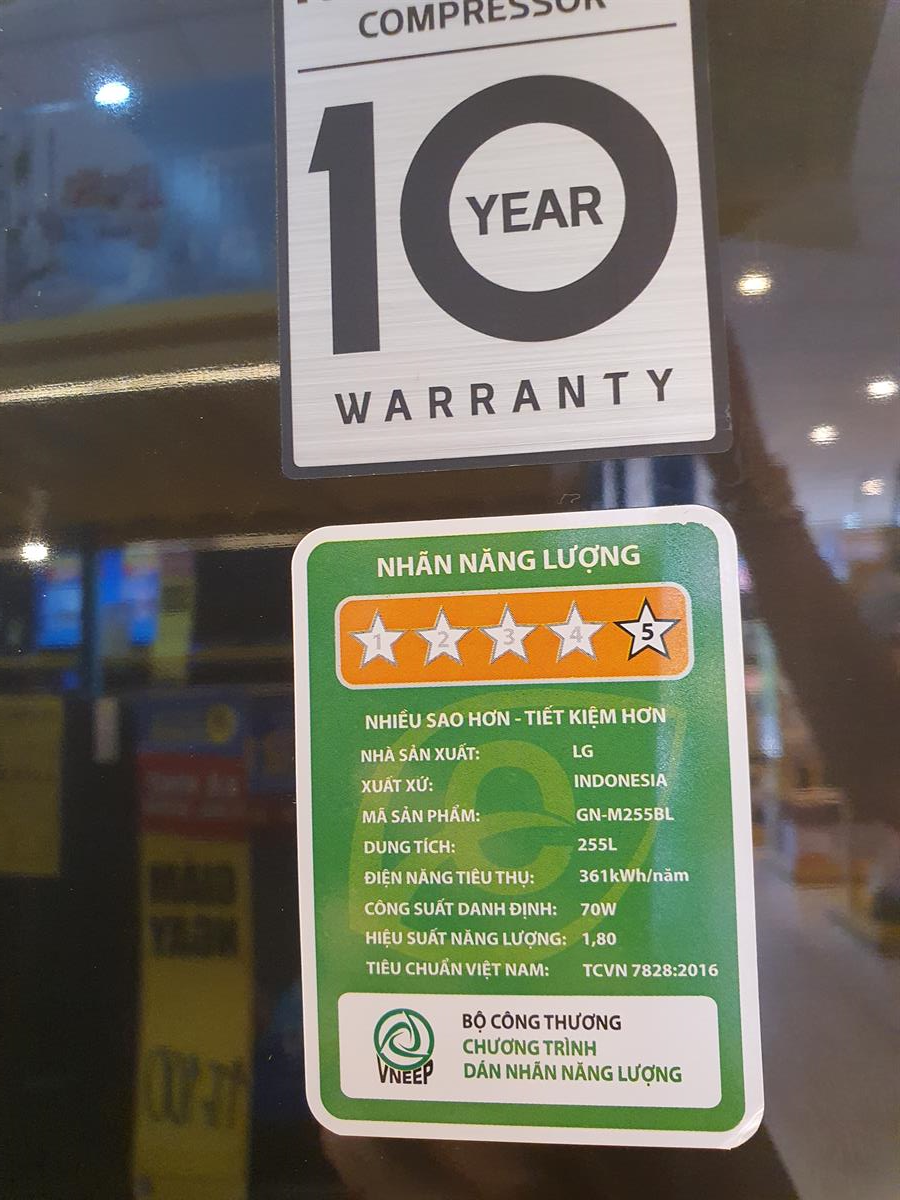 COMPRESSOR
10
YEAR
WARRANTY
NHÃN NĂNG LƯỢNG
1 2 3 4 5
NHIỀU SAO HƠN - TIẾT KIỆM HƠN
NHÀ SẢN XUẤT: LG
XUẤT XỨ: INDONESIA
MÃ SẢN PHẨM: GN-M255BL
DUNG TÍCH: 255L
ĐIỆN NĂNG TIÊU THỤ: 361kWh/năm
CÔNG SUẤT DANH ĐỊNH: 70W
HIỆU SUẤT NĂNG LƯỢNG: 1,80
TIÊU CHUẨN VIỆT NAM: TCVN 7828:2016
VNEEP
BỘ CÔNG THƯƠNG
CHƯƠNG TRÌNH
DÁN NHÃN NĂNG LƯỢNG
GIẢM
NGAY